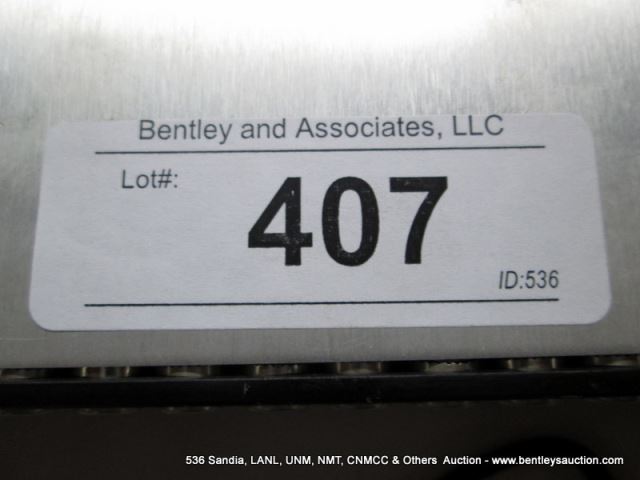 Bentley and Associates, LLC
Lot#:
407
ID:536
536 Sandia, LANL, UNM, NMT, CNMCC & Others  Auction - www.bentleysauction.com